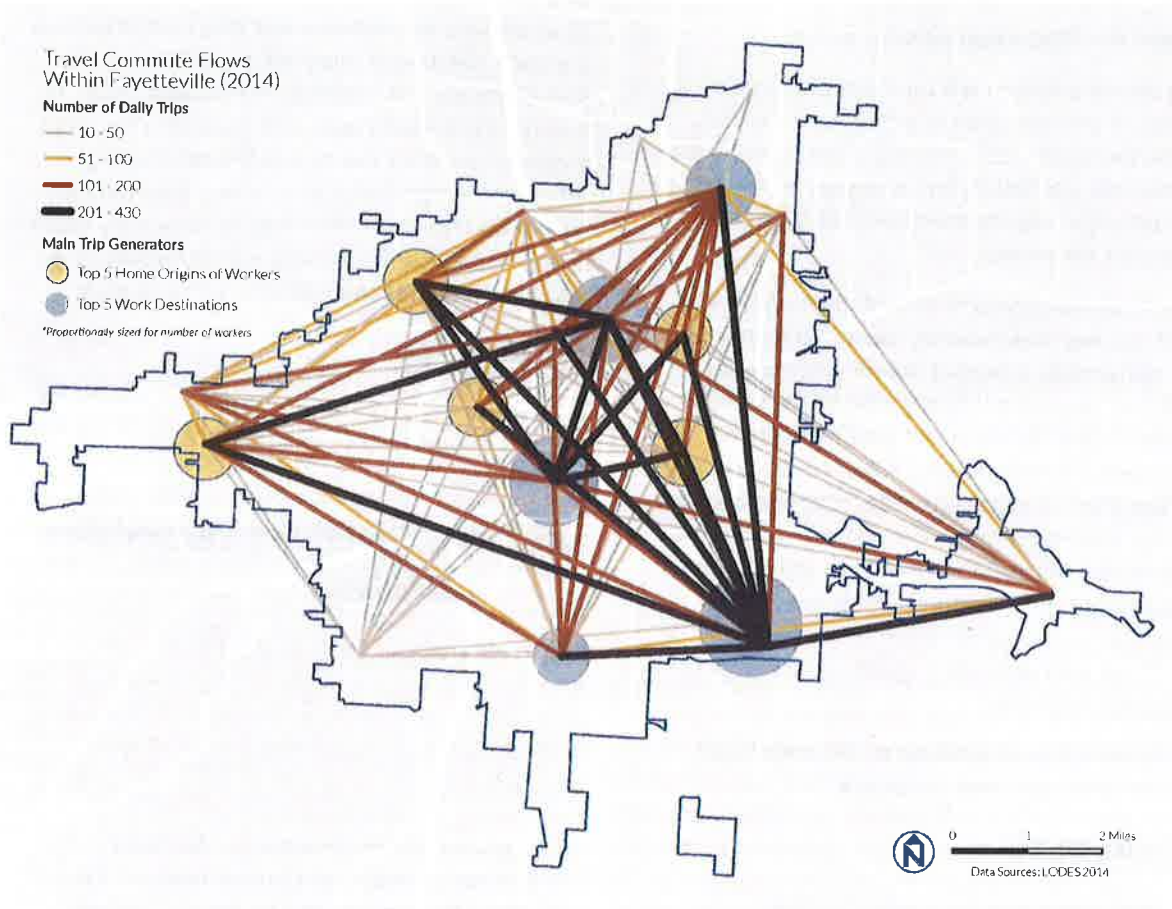 Travel Commute Flows
Within Fayetteville (2014)
Number of Daily Trips
10 - 50
51 - 100
101 - 200
201 - 430
Main Trip Generators
Top 5 Home Origins of Workers
Top 5 Work Destinations
*Proportionally sized for number of workers
N
0 1 2 Miles
Data Sources: LODES 2014